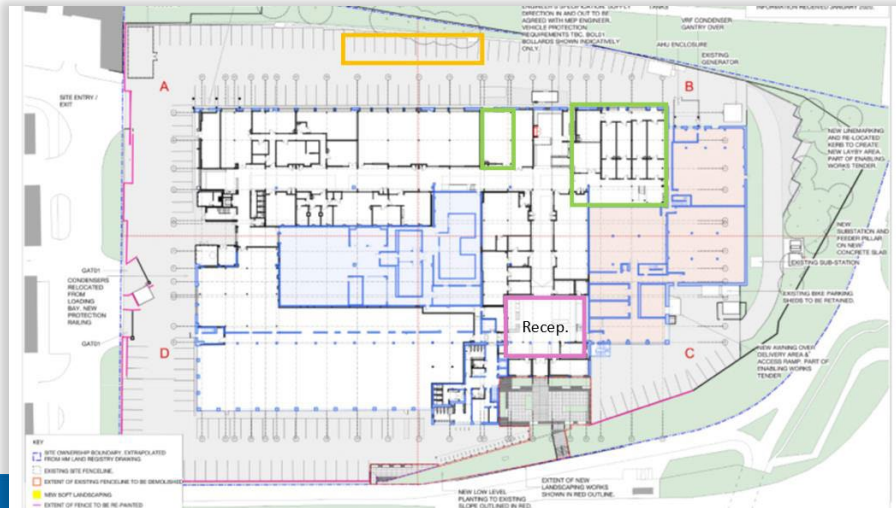 ENGINEER'S SPECIFICATION. SUPPLY
DIRECTION IN AND OUT TO BE
AGREED WITH MEP ENGINEER.
VEHICLE PROTECTION
REQUIREMENTS TBC. BOL01
BOLLARDS SHOWN INDICATIVELY
ONLY.
TANKS
VRF CONDENSER
GANTRY OVER
INFORMATION RECEIVED JANUARY 2020.
AHU ENCLOSURE
EXISTING
GENERATOR
A
B
SITE ENTRY /
EXIT
NEW LINEMARKING
AND RE-LOCATED
KERB TO CREATE
NEW LAYBY AREA.
PART OF ENABLING
WORKS TENDER.
NEW
SUBSTATION AND
FEEDER PILLAR
ON NEW
CONCRETE SLAB
EXISTING SUB-STATION
GAT01
CONDENSERS
RELOCATED
FROM
LOADING
BAY. NEW
PROTECTION
RAILING
GAT01
EXISTING BIKE PARKING
SHEDS TO BE RETAINED.
Recep.
D
C
NEW AWNING OVER
DELIVERY AREA &
ACCESS RAMP. PART OF
ENABLING WORKS
TENDER
KEY
SITE OWNERSHIP BOUNDARY. EXTRAPOLATED
FROM HM LAND REGISTRY DRAWING
EXISTING SITE FENCELINE.
EXTENT OF EXISTING FENCELINE TO BE DEMOLISHED
NEW SOFT LANDSCAPING
EXTENT OF FENCE TO BE RE-PAINTED
NEW LOW LEVEL
PLANTING TO EXISTING
SLOPE OUTLINED IN RED.
EXTENT OF NEW
LANDSCAPING WORKS
SHOWN IN RED OUTLINE.